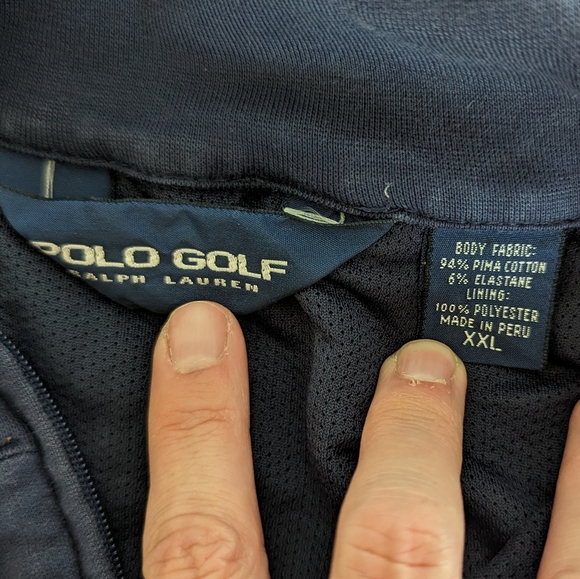 POLO GOLF
RALPH LAUREN
BODY FABRIC:
94% PIMA COTTON
6% ELASTANE
LINING:
100% POLYESTER
MADE IN PERU
XXL